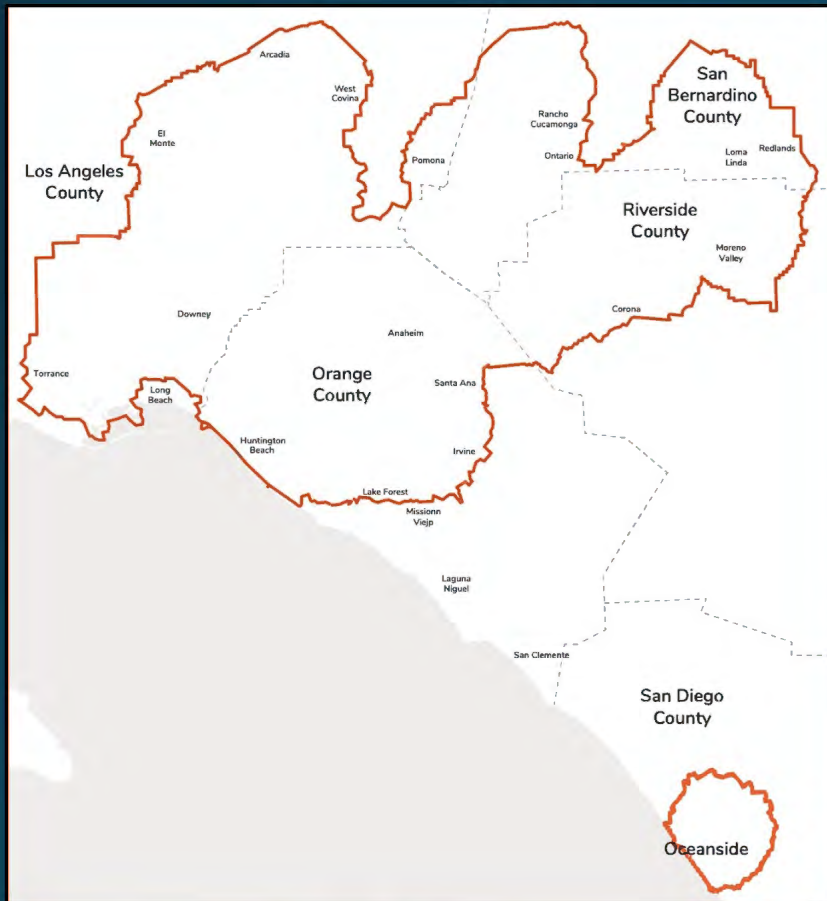 Arcadia
West
Covina
San
Bernardino
County
Rancho
Cucamonga
El
Monte
Pomona
Ontario
Loma
Linda
Redlands
Los Angeles
County
Riverside
County
Moreno
Valley
Downey
Corona
Anaheim
Torrance
Long
Beach
Orange
County
Santa Ana
Huntington
Beach
Irvine
Lake Forest
Missionn
Viejp
Laguna
Niguel
San Clemente
San Diego
County
Oceanside